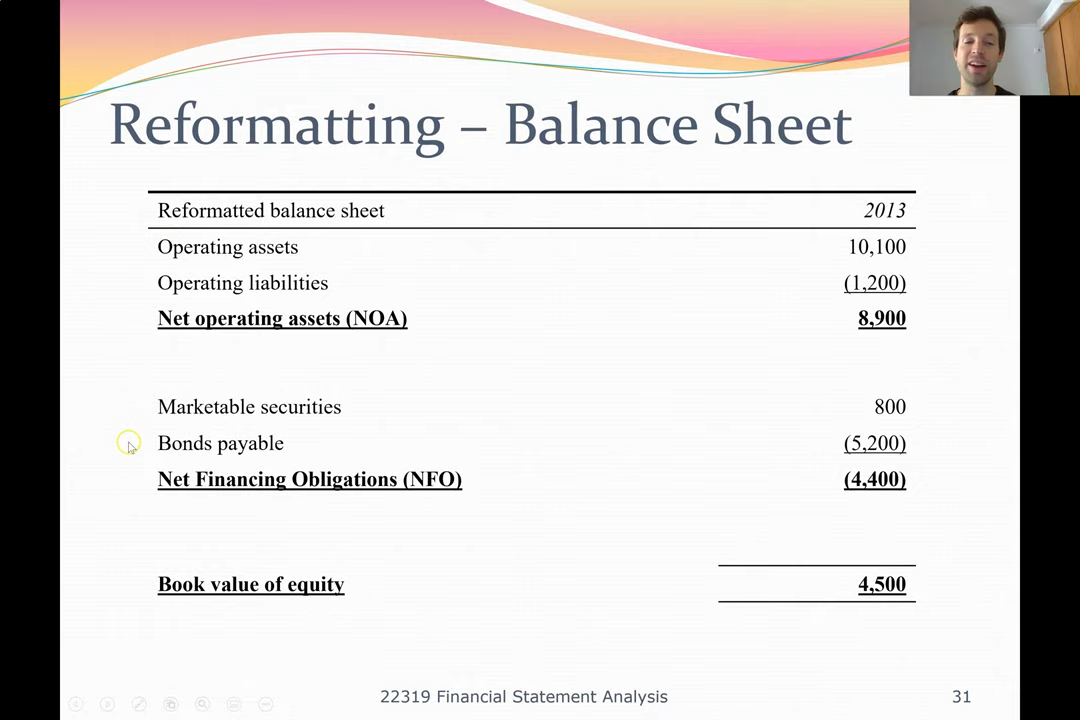 Reformatting – Balance Sheet
Reformatted balance sheet 2013
Operating assets 10,100
Operating liabilities (1,200)
Net operating assets (NOA) 8,900
Marketable securities 800
Bonds payable (5,200)
Net Financing Obligations (NFO) (4,400)
Book value of equity 4,500
22319 Financial Statement Analysis 31